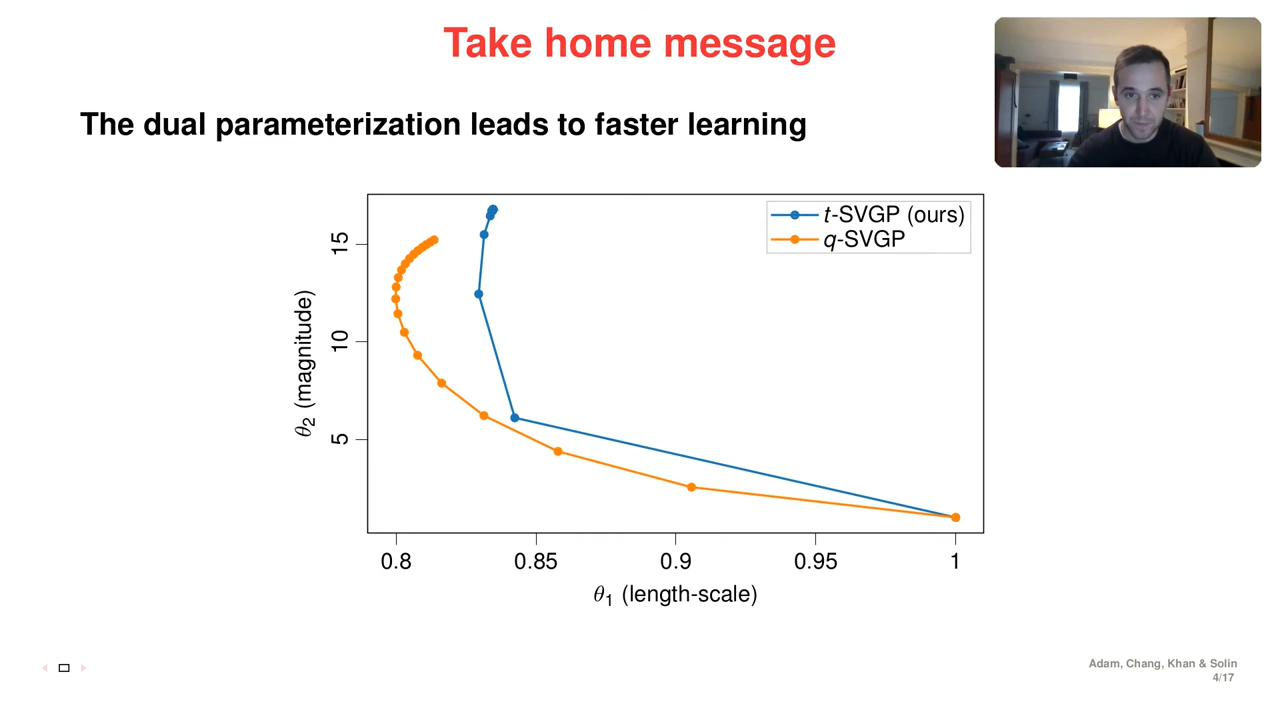 Take home message
The dual parameterization leads to faster learning
t-SVGP (ours)
q-SVGP
15
10
5
θ2 (magnitude)
0.8 0.85 0.9 0.95 1
θ1 (length-scale)
Adam, Chang, Khan & Solin
4/17